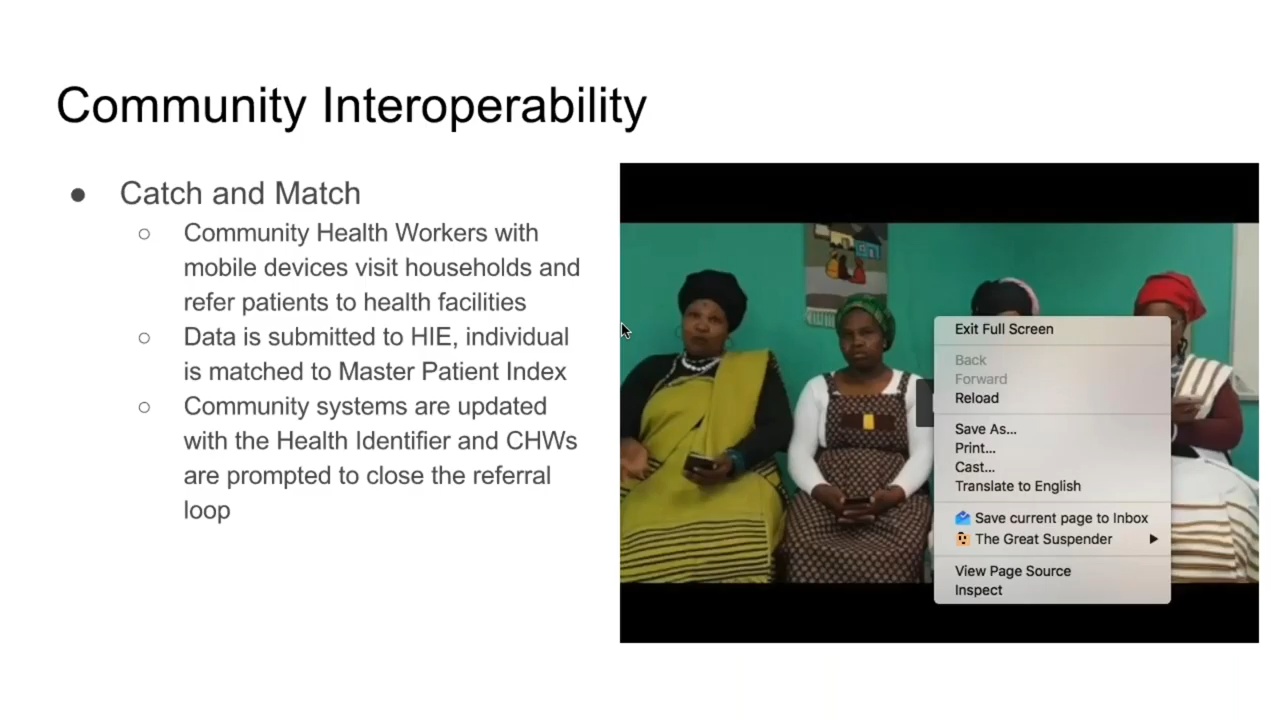 Community Interoperability
● Catch and Match
○ Community Health Workers with
mobile devices visit households and
refer patients to health facilities
○ Data is submitted to HIE, individual
is matched to Master Patient Index
○ Community systems are updated
with the Health Identifier and CHWs
are prompted to close the referral
loop
Exit Full Screen
Back
Forward
Reload
Save As...
Print...
Cast...
Translate to English
Save current page to Inbox
The Great Suspender
View Page Source
Inspect